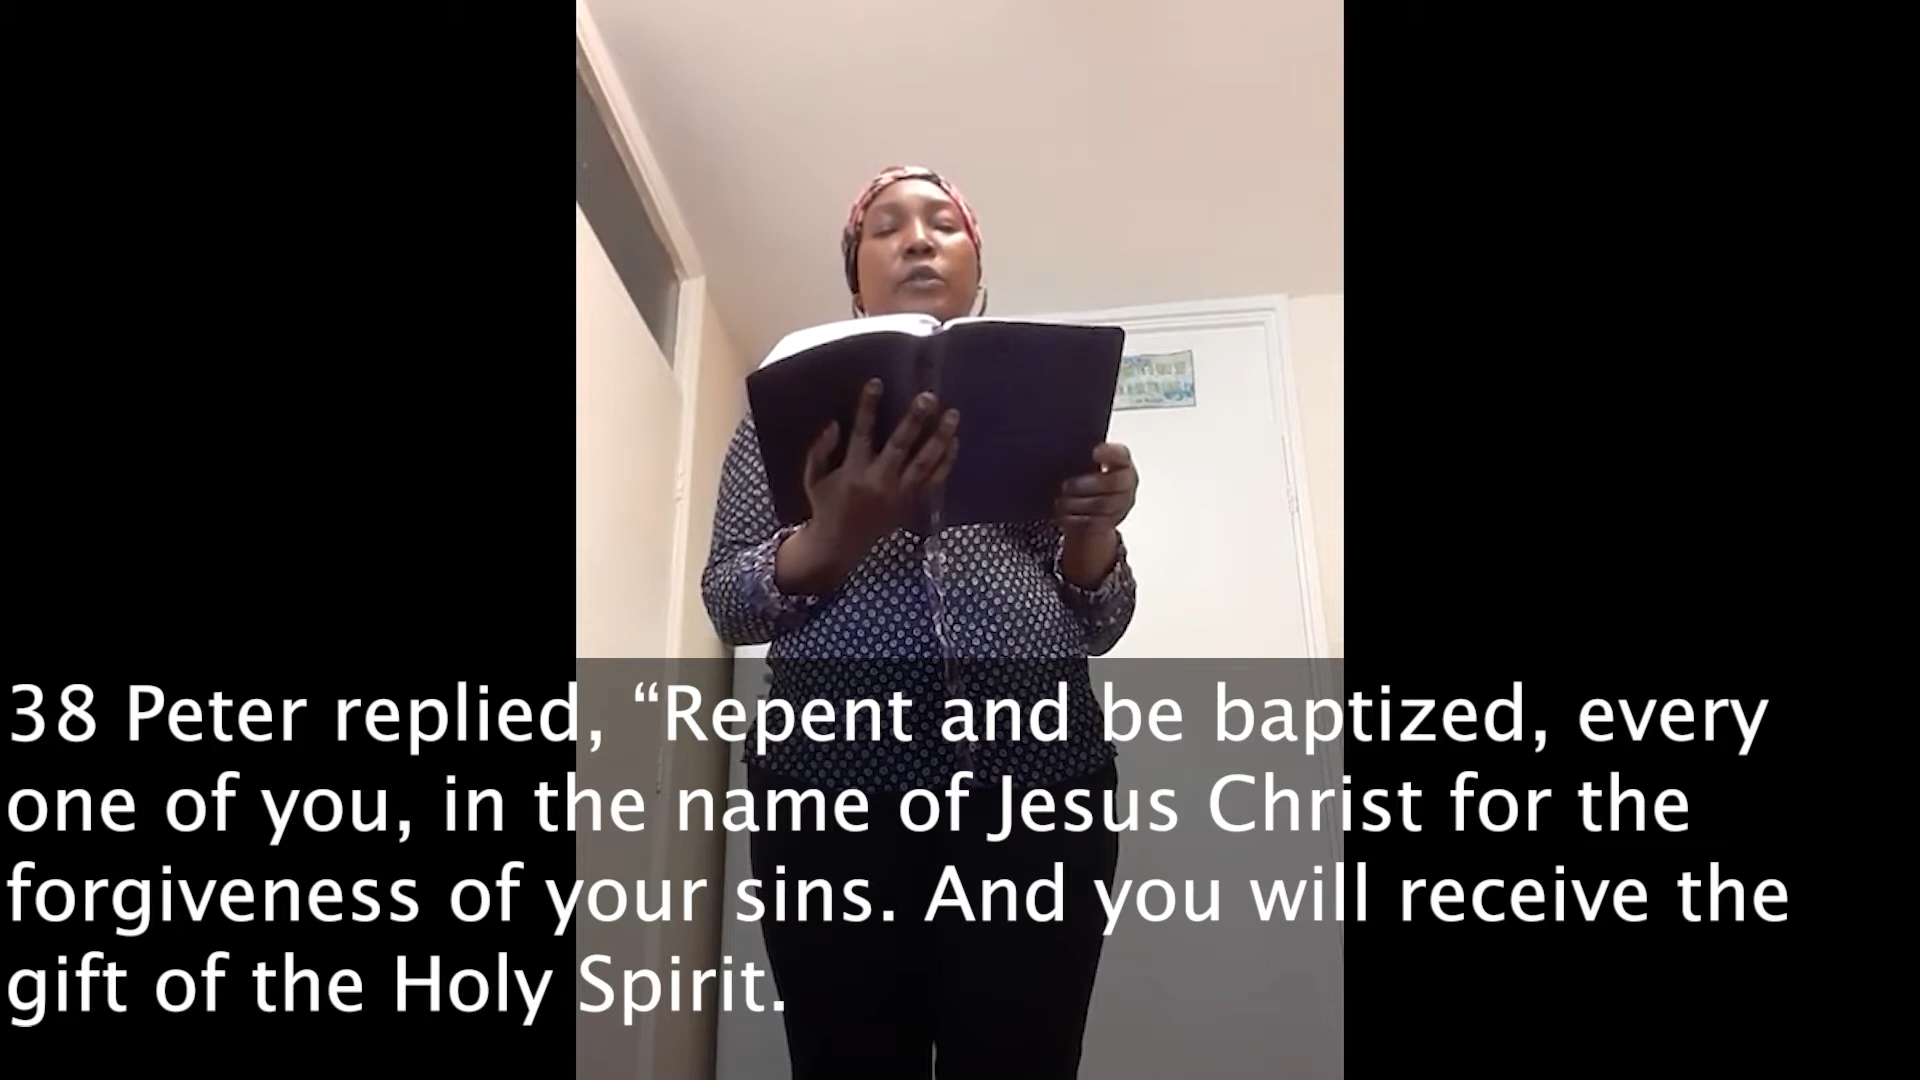 38 Peter replied, “Repent and be baptized, every
one of you, in the name of Jesus Christ for the
forgiveness of your sins. And you will receive the
gift of the Holy Spirit.